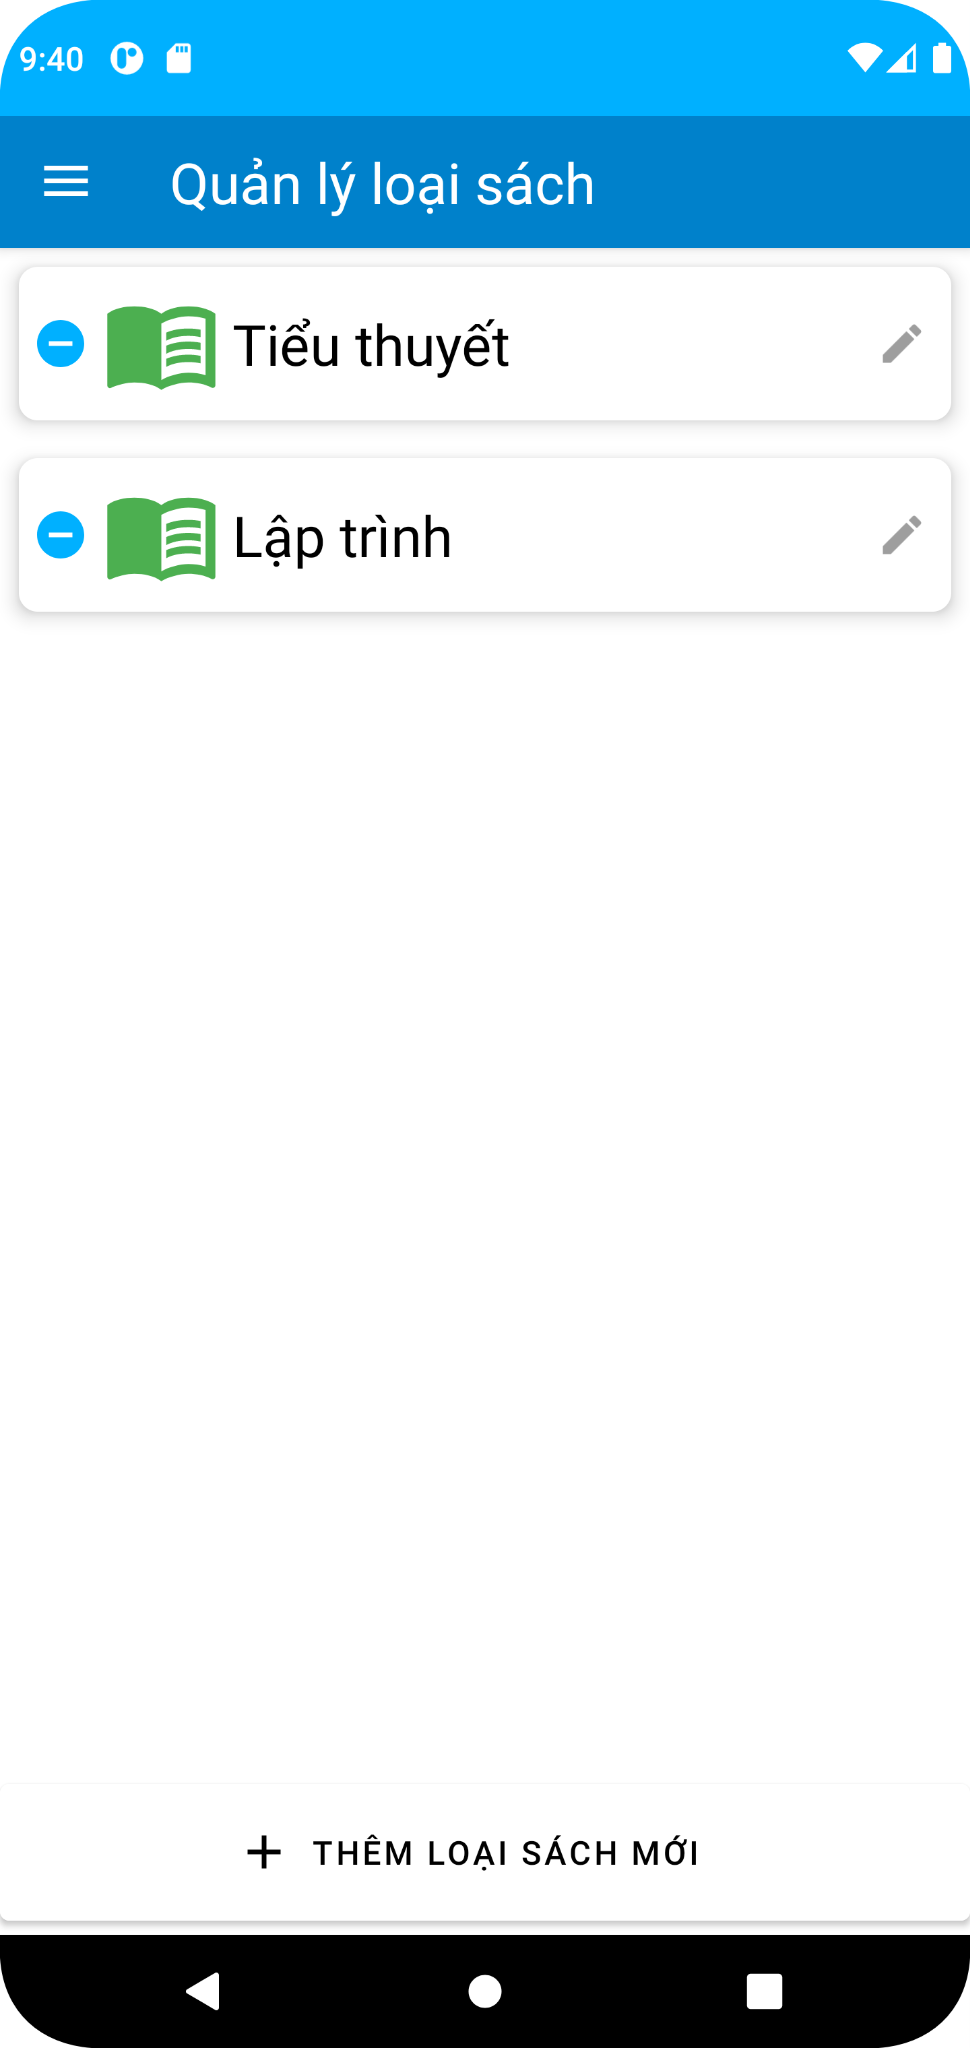 9:40
Quản lý loại sách
Tiểu thuyết
Lập trình
THÊM LOẠI SÁCH MỚI